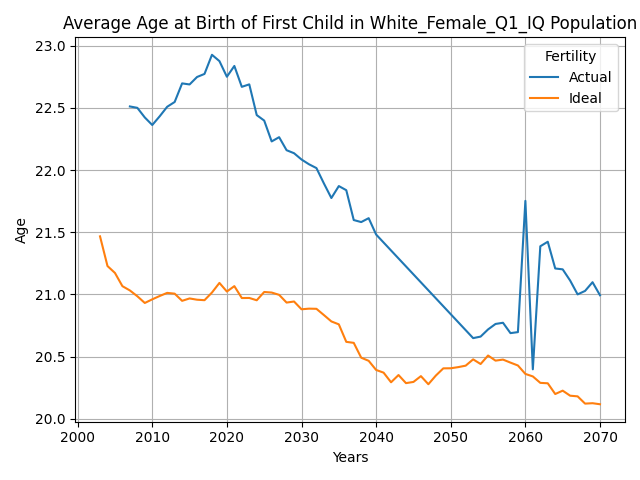 Average Age at Birth of First Child in White_Female_Q1_IQ Population
Fertility
Actual
Ideal
Age
23.0
22.5
22.0
21.5
21.0
20.5
20.0
2000 2010 2020 2030 2040 2050 2060 2070
Years